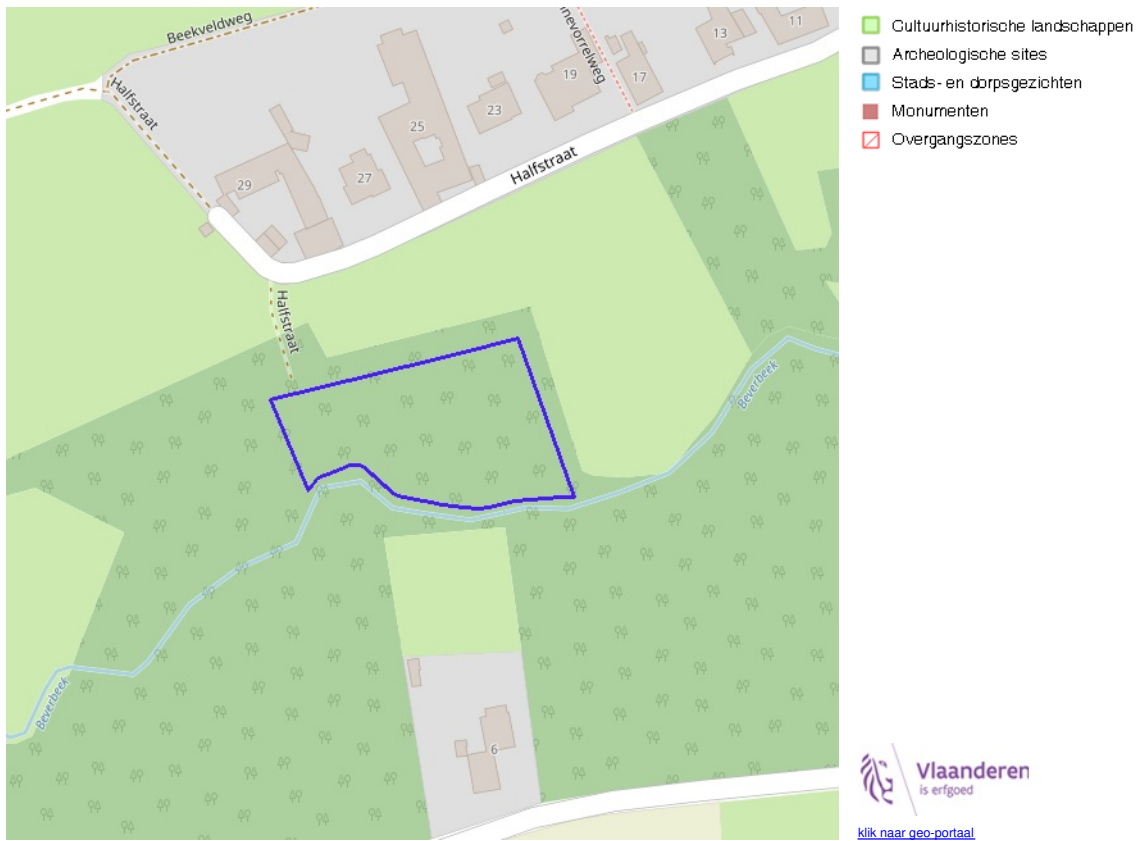 Beekveldweg
Halfstraat
nnevorrelweg
11
13
17
19
23
25
27
29
Halfstraat
Halfstraat
Beverbeek
Beverbeek
6
Cultuurhistorische landschappen
Archeologische sites
Stads- en dorpsgezichten
Monumenten
Overgangszones
Vlaanderen
is erfgoed
klik naar geo-portaal